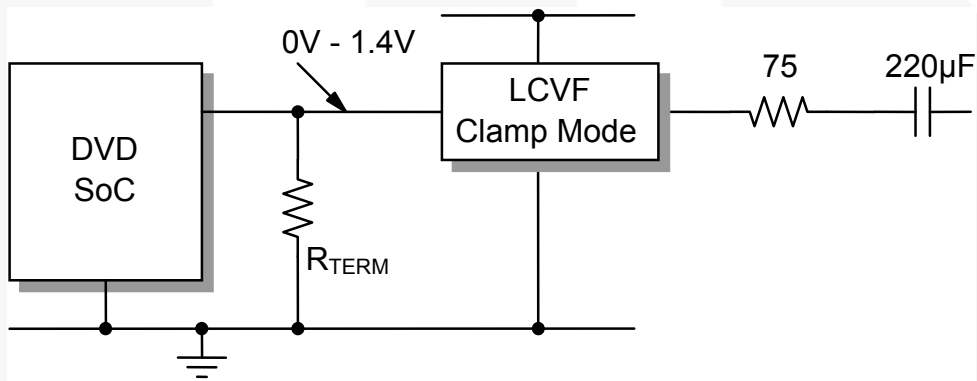 0V - 1.4V
75
220µF
DVD
SoC
LCVF
Clamp Mode
RTERM